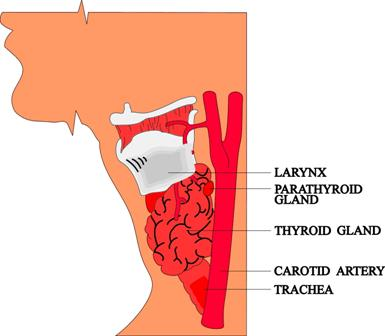 LARYNX
PARATHYROID
GLAND
THYROID GLAND
CAROTID ARTERY
TRACHEA